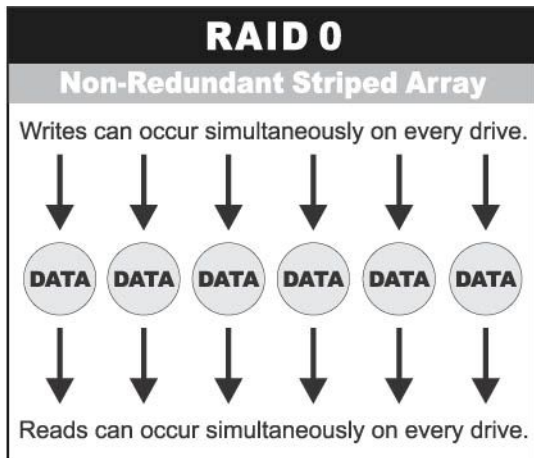 RAID 0
Non-Redundant Striped Array
Writes can occur simultaneously on every drive.
DATA DATA DATA DATA DATA DATA
Reads can occur simultaneously on every drive.